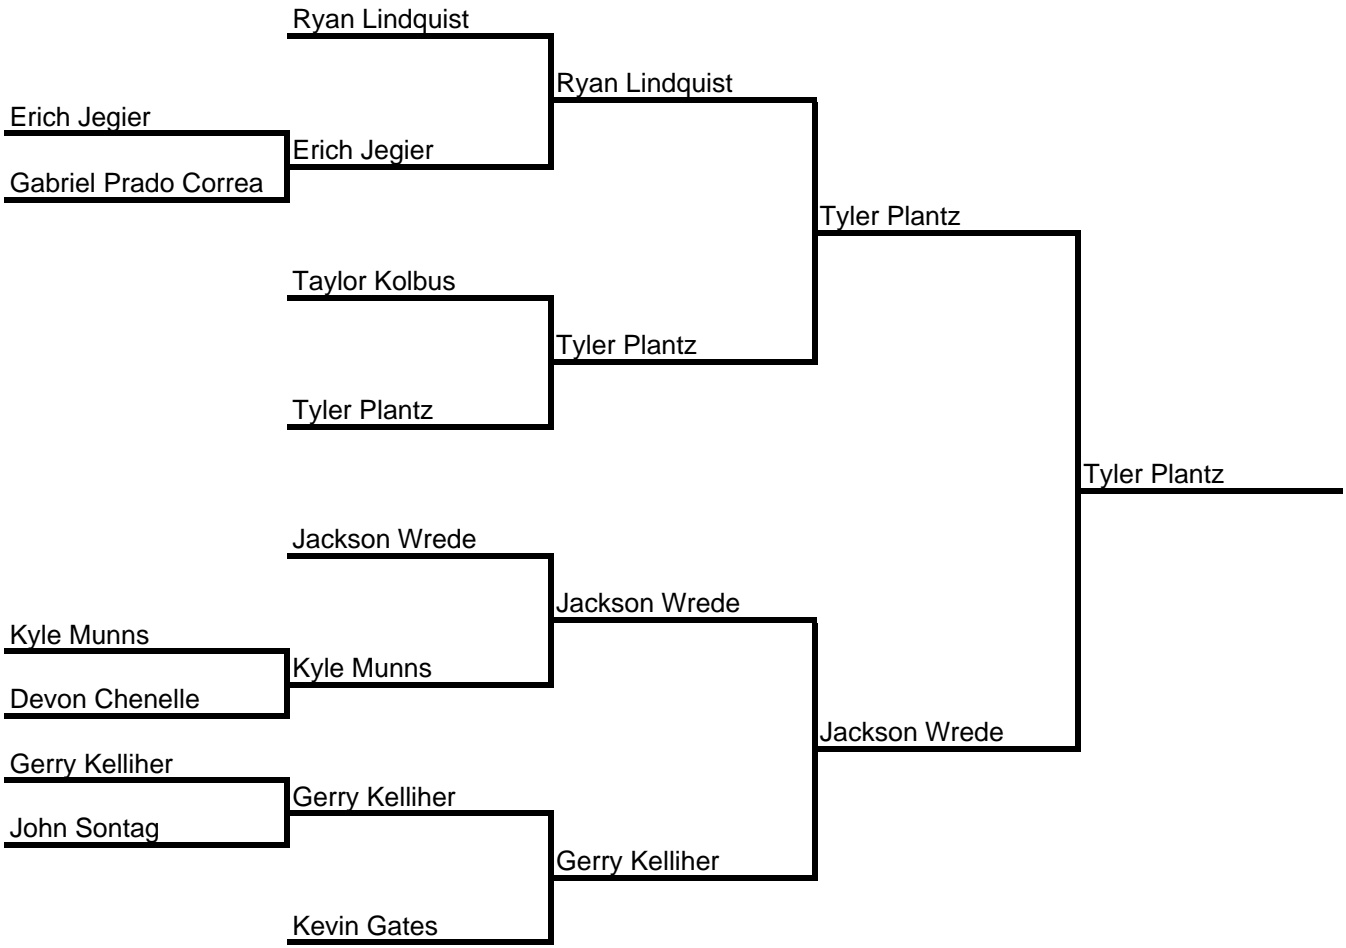 Ryan Lindquist
Ryan Lindquist
Erich Jegier
Erich Jegier
Gabriel Prado Correa
Tyler Plantz
Taylor Kolbus
Tyler Plantz
Tyler Plantz
Tyler Plantz
Jackson Wrede
Jackson Wrede
Kyle Munns
Kyle Munns
Devon Chenelle
Jackson Wrede
Gerry Kelliher
Gerry Kelliher
John Sontag
Gerry Kelliher
Kevin Gates